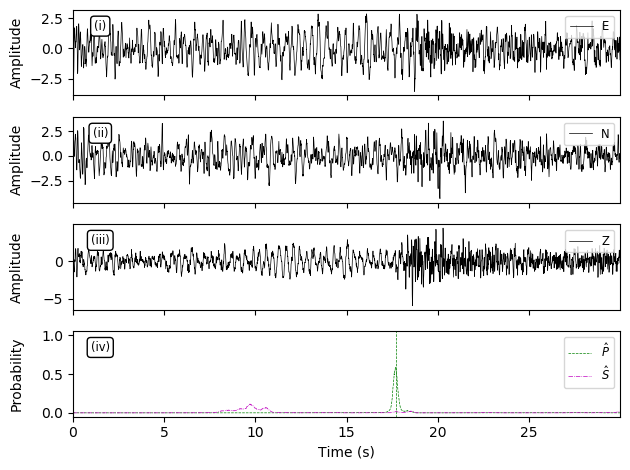 (i)
E
Amplitude
2.5
0.0
−2.5
(ii)
N
Amplitude
2.5
0.0
−2.5
(iii)
Z
Amplitude
0
−5
(iv)
P̂
Ŝ
Probability
1.0
0.5
0.0
0 5 10 15 20 25
Time (s)